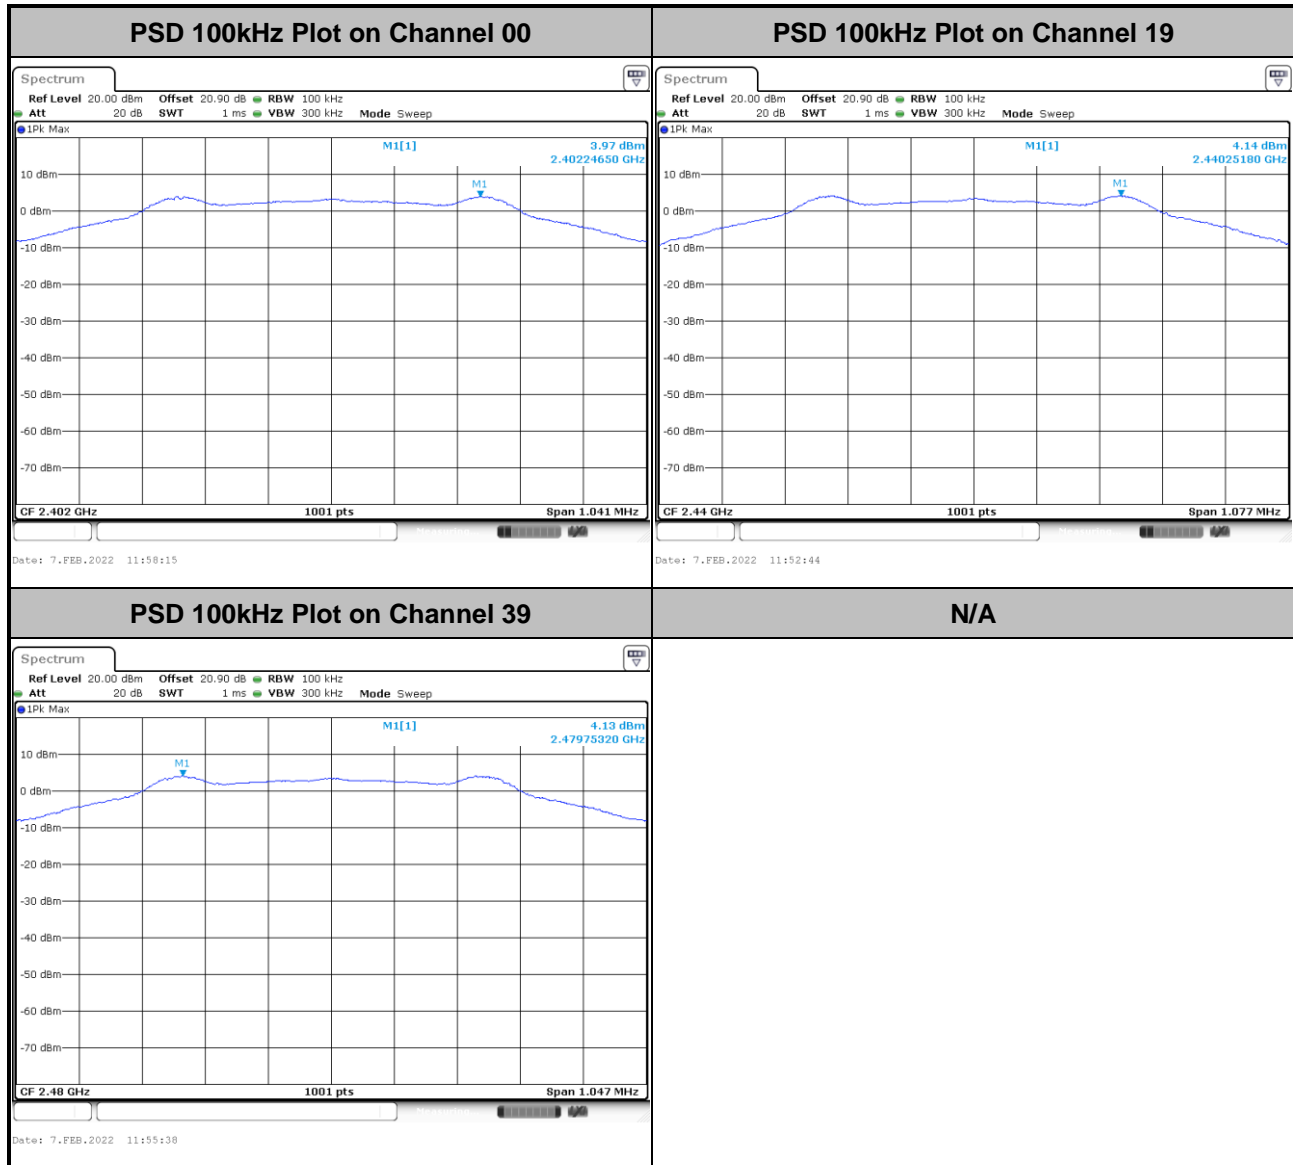 PSD 100kHz Plot on Channel 00
Spectrum
Ref Level 20.00 dBm Offset 20.90 dB RBW 100 kHz
Att 20 dB SWT 1 ms VBW 300 kHz Mode Sweep
1Pk Max
M1[1] 3.97 dBm
2.40224650 GHz
M1
10 dBm
0 dBm
-10 dBm
-20 dBm
-30 dBm
-40 dBm
-50 dBm
-60 dBm
-70 dBm
CF 2.402 GHz 1001 pts Span 1.041 MHz
Measuring
Date: 7.FEB.2022 11:58:15
PSD 100kHz Plot on Channel 19
Spectrum
Ref Level 20.00 dBm Offset 20.90 dB RBW 100 kHz
Att 20 dB SWT 1 ms VBW 300 kHz Mode Sweep
1Pk Max
M1[1] 4.14 dBm
2.44025180 GHz
M1
10 dBm
0 dBm
-10 dBm
-20 dBm
-30 dBm
-40 dBm
-50 dBm
-60 dBm
-70 dBm
CF 2.44 GHz 1001 pts Span 1.077 MHz
Measuring
Date: 7.FEB.2022 11:52:44
PSD 100kHz Plot on Channel 39
Spectrum
Ref Level 20.00 dBm Offset 20.90 dB RBW 100 kHz
Att 20 dB SWT 1 ms VBW 300 kHz Mode Sweep
1Pk Max
M1[1] 4.13 dBm
2.47975320 GHz
M1
10 dBm
0 dBm
-10 dBm
-20 dBm
-30 dBm
-40 dBm
-50 dBm
-60 dBm
-70 dBm
CF 2.48 GHz 1001 pts Span 1.047 MHz
Measuring
Date: 7.FEB.2022 11:55:38
N/A